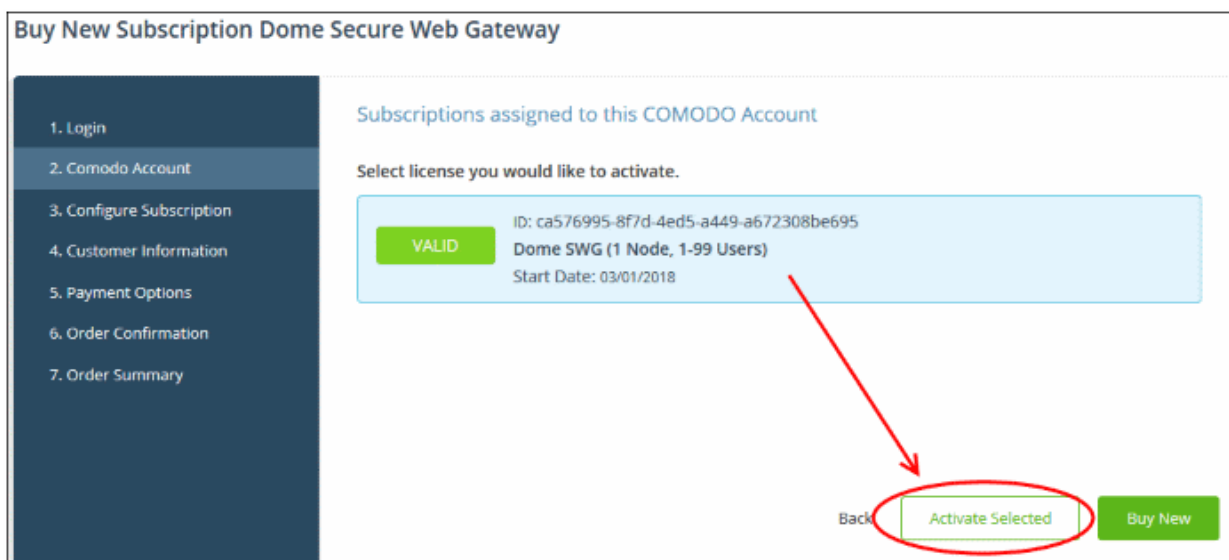 Buy New Subscription Dome Secure Web Gateway
1. Login
2. Comodo Account
3. Configure Subscription
4. Customer Information
5. Payment Options
6. Order Confirmation
7. Order Summary
Subscriptions assigned to this COMODO Account
Select license you would like to activate.
VALID
ID: ca576995-8f7d-4ed5-a449-a672308be695
Dome SWG (1 Node, 1-99 Users)
Start Date: 03/01/2018
Back
Activate Selected
Buy New